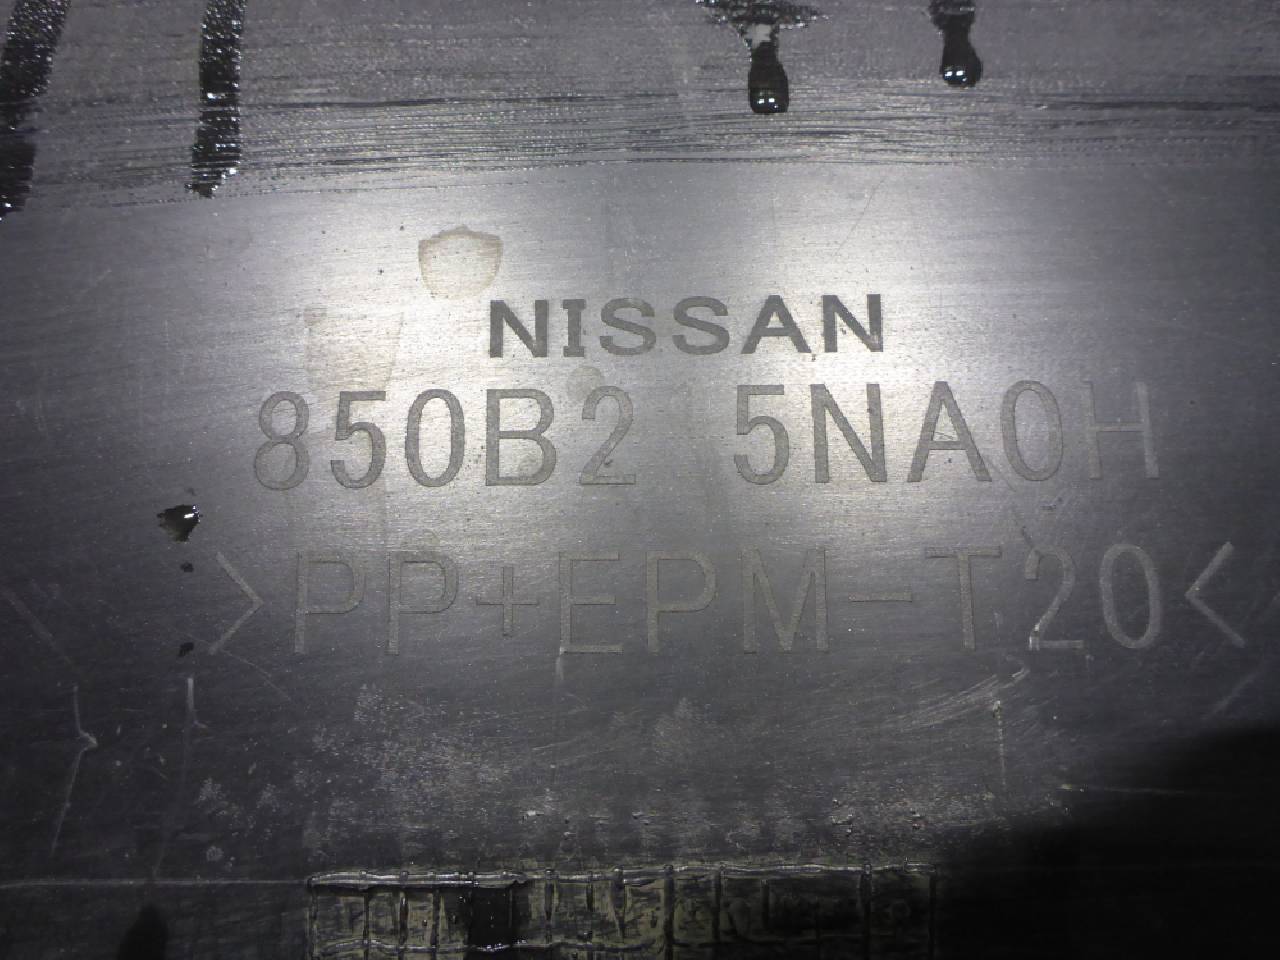 NISSAN
850B2 5NA0H
>PP+EPM-T20<